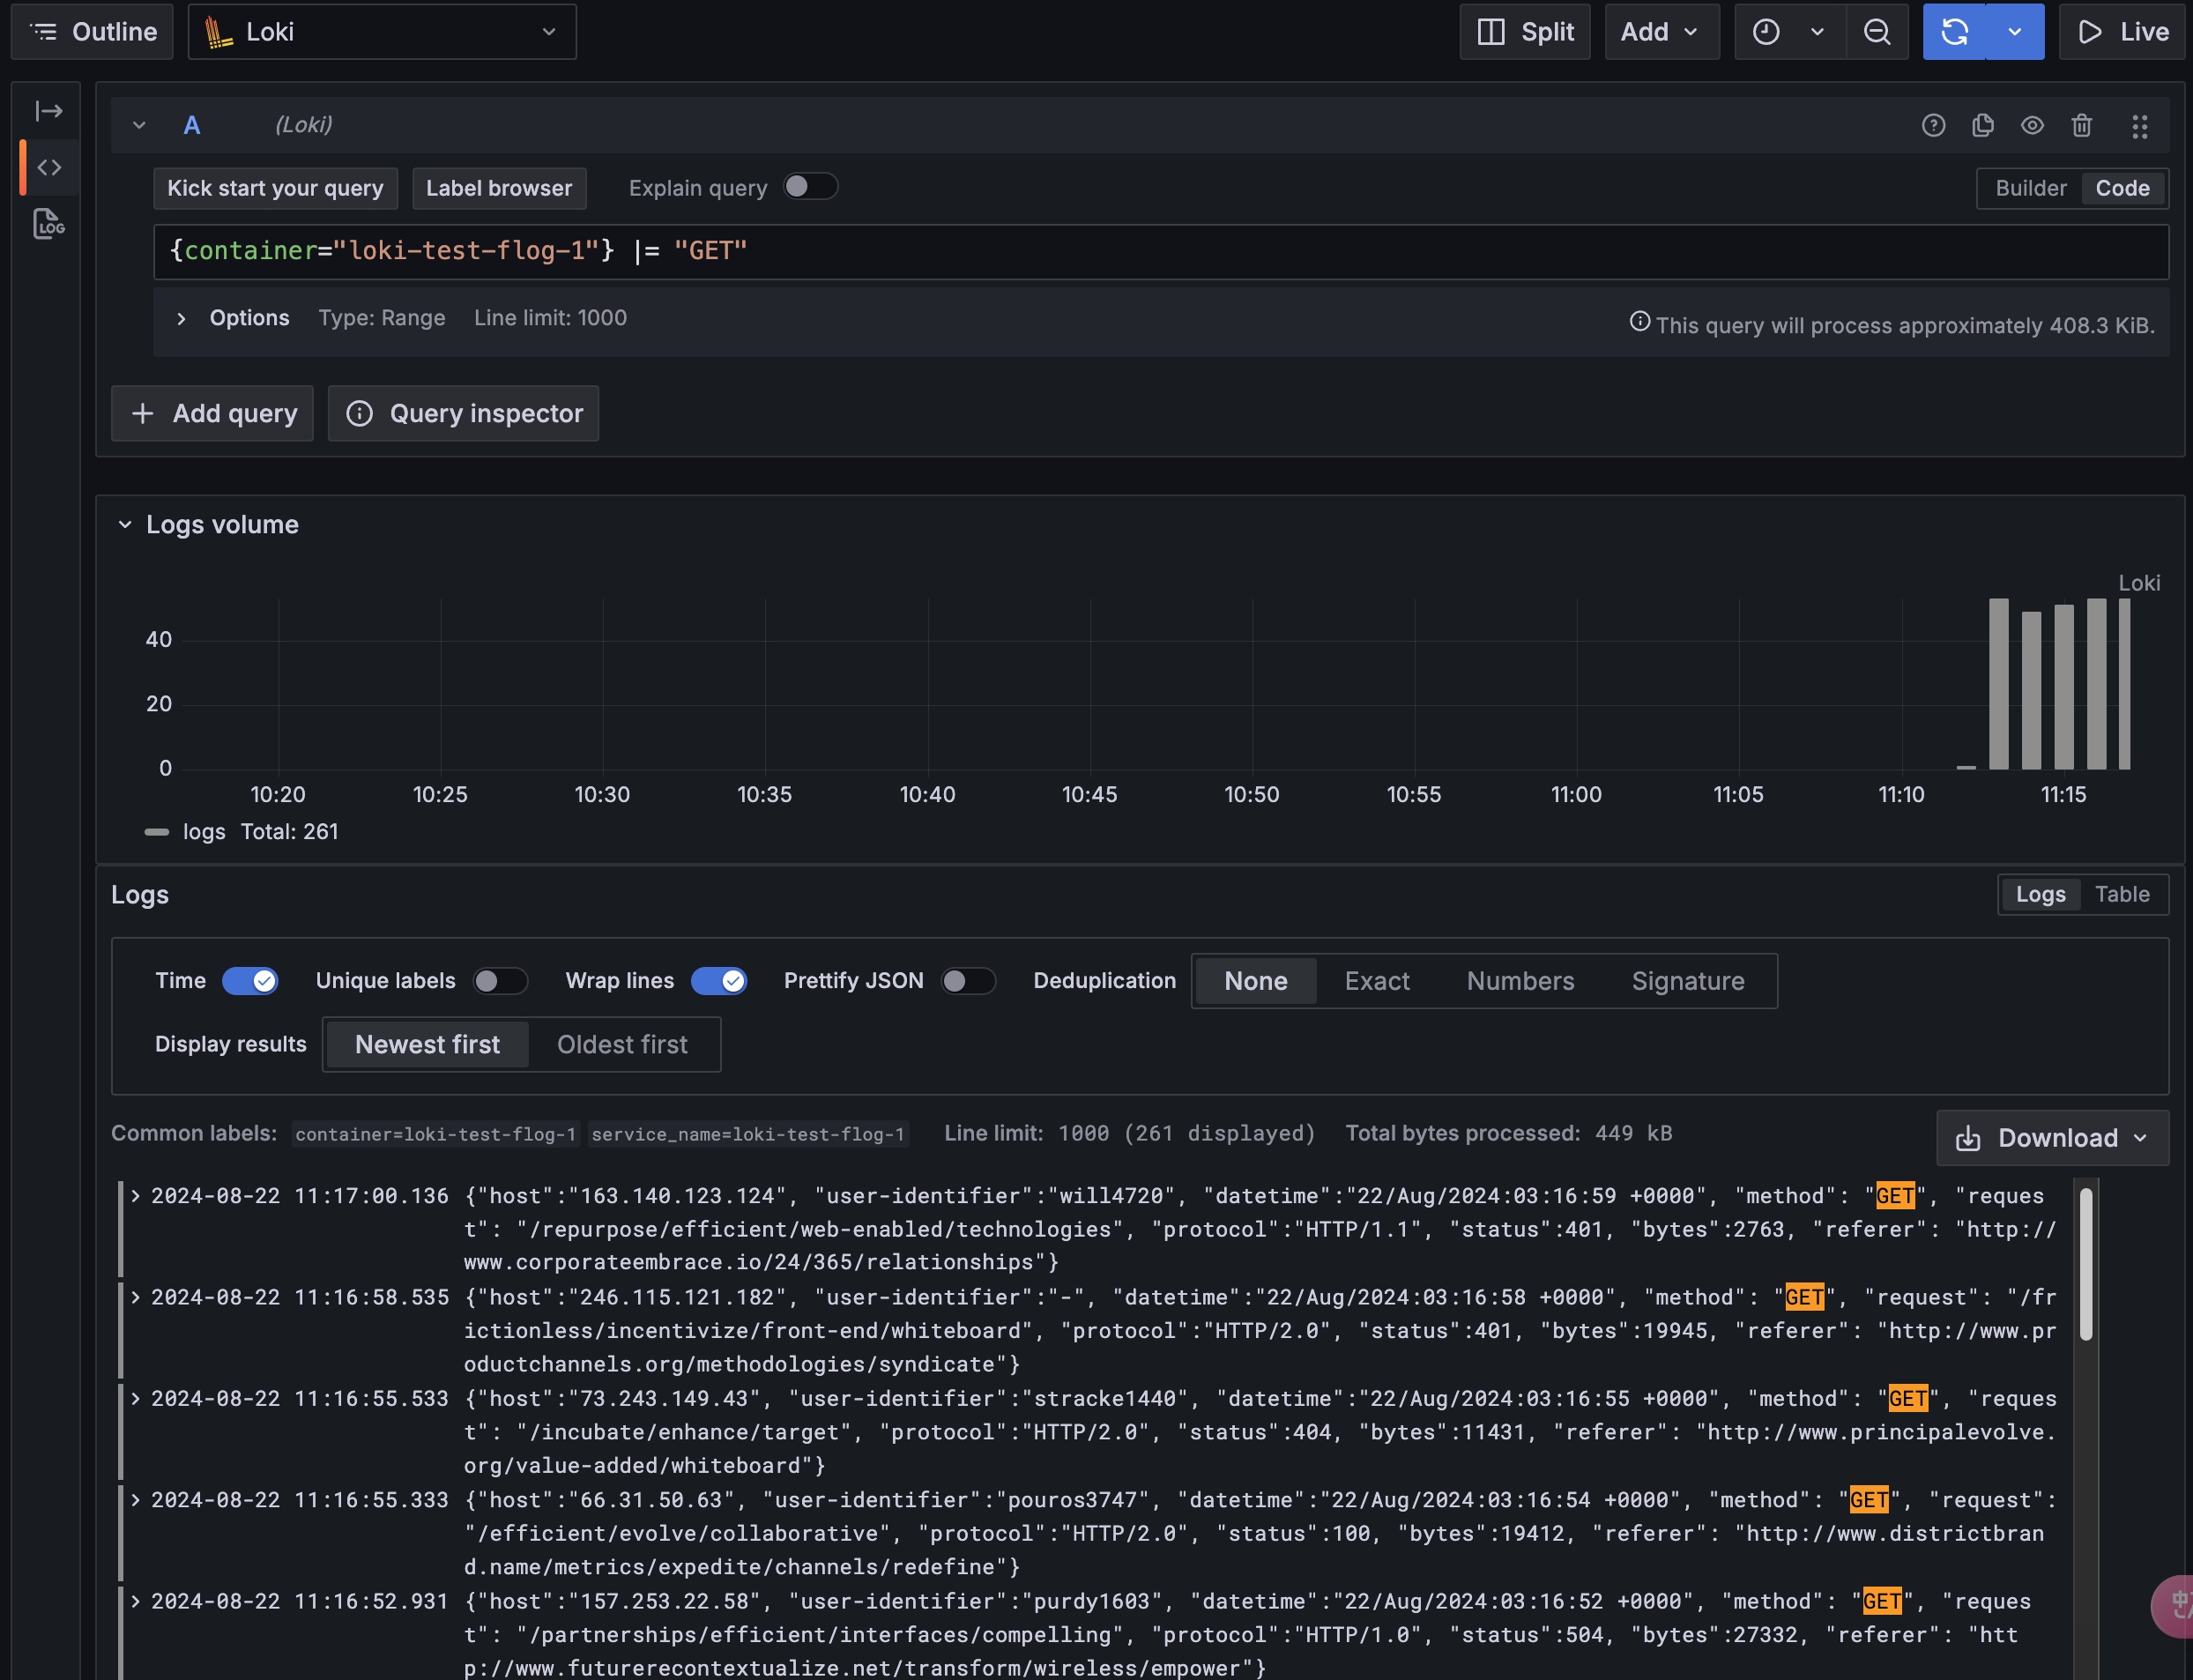 Outline
Loki
Split
Add
Live
A
(Loki)
Kick start your query
Label browser
Explain query
Builder
Code
{container="loki-test-flog-1"} |= "GET"
Options
Type: Range
Line limit: 1000
This query will process approximately 408.3 KiB.
LOG
Add query
Query inspector
Logs volume
Loki
40
20
0
10:20
10:25
10:30
10:35
10:40
10:45
10:50
10:55
11:00
11:05
11:10
11:15
logs Total: 261
Logs
Logs
Table
Time
Unique labels
Wrap lines
Prettify JSON
Deduplication
None
Exact
Numbers
Signature
Display results
Newest first
Oldest first
Common labels: container=loki-test-flog-1 service_name=loki-test-flog-1 Line limit: 1000 (261 displayed) Total bytes processed: 449 kB
Download
2024-08-22 11:17:00.136 {"host":"163.140.123.124", "user-identifier":"will4720", "datetime":"22/Aug/2024:03:16:59 +0000", "method": "GET", "reques
t": "/repurpose/efficient/web-enabled/technologies", "protocol":"HTTP/1.1", "status":401, "bytes":2763, "referer": "http://
www.corporateembrace.io/24/365/relationships"}
2024-08-22 11:16:58.535 {"host":"246.115.121.182", "user-identifier":"-", "datetime":"22/Aug/2024:03:16:58 +0000", "method": "GET", "request": "/fr
ictionless/incentivize/front-end/whiteboard", "protocol":"HTTP/2.0", "status":401, "bytes":19945, "referer": "http://www.pr
oductchannels.org/methodologies/syndicate"}
2024-08-22 11:16:55.533 {"host":"73.243.149.43", "user-identifier":"stracke1440", "datetime":"22/Aug/2024:03:16:55 +0000", "method": "GET", "reques
t": "/incubate/enhance/target", "protocol":"HTTP/2.0", "status":404, "bytes":11431, "referer": "http://www.principalevolve.
org/value-added/whiteboard"}
2024-08-22 11:16:55.333 {"host":"66.31.50.63", "user-identifier":"pouros3747", "datetime":"22/Aug/2024:03:16:54 +0000", "method": "GET", "request":
"/efficient/evolve/collaborative", "protocol":"HTTP/2.0", "status":100, "bytes":19412, "referer": "http://www.districtbran
d.name/metrics/expedite/channels/redefine"}
2024-08-22 11:16:52.931 {"host":"157.253.22.58", "user-identifier":"purdy1603", "datetime":"22/Aug/2024:03:16:52 +0000", "method": "GET", "reques
t": "/partnerships/efficient/interfaces/compelling", "protocol":"HTTP/1.0", "status":504, "bytes":27332, "referer": "htt
p://www.futurerecontextualize.net/transform/wireless/empower"}